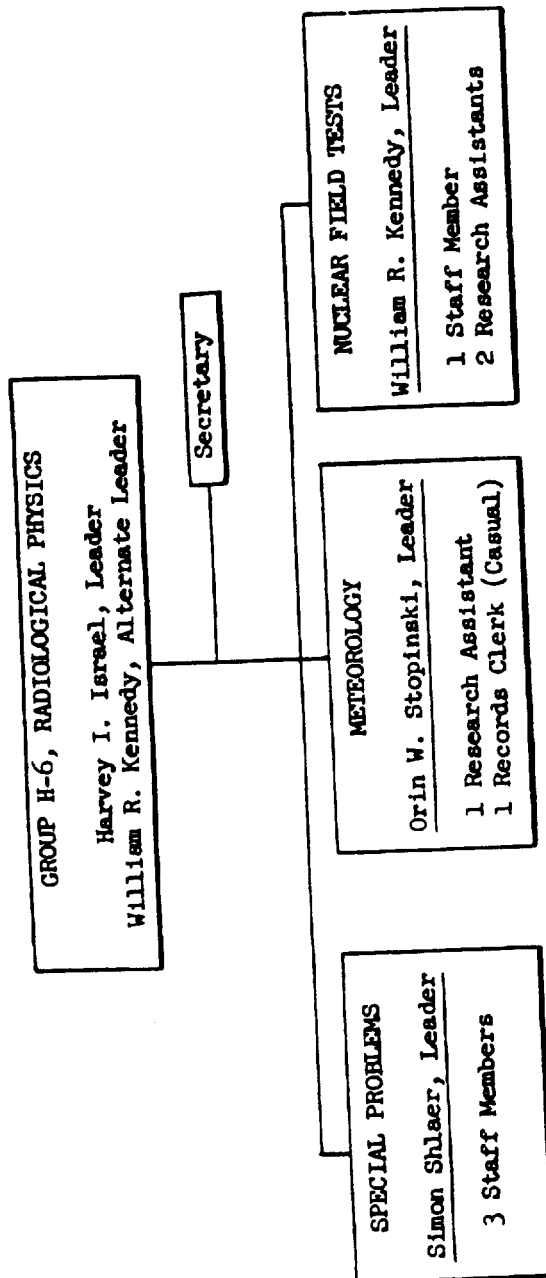 GROUP H-6, RADIOLOGICAL PHYSICS
Harvey I. Israel, Leader
William R. Kennedy, Alternate Leader
Secretary
SPECIAL PROBLEMS
Simon Shlaer, Leader
3 Staff Members
METEOROLOGY
Orin W. Stopinski, Leader
1 Research Assistant
1 Records Clerk (Casual)
NUCLEAR FIELD TESTS
William R. Kennedy, Leader
1 Staff Member
2 Research Assistants